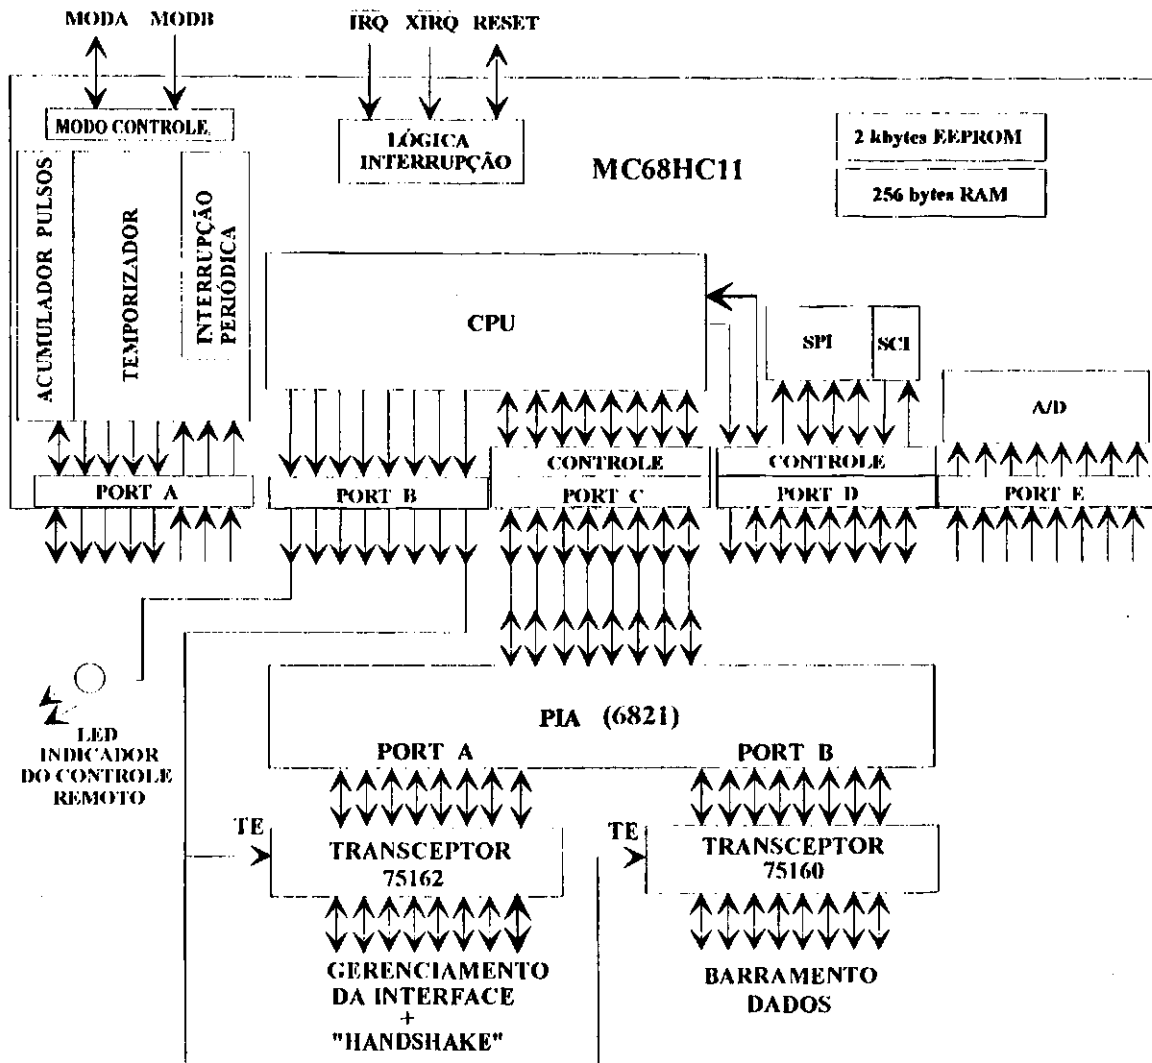 MODA MODB IRQ XIRQ RESET
MODO CONTROLE
LÓGICA
INTERRUPÇÃO
MC68HC11
2 kbytes EEPROM
256 bytes RAM
ACUMULADOR PULSOS
TEMPORIZADOR
INTERRUPÇÃO
PERIÓDICA
CPU
SPI
SCI
A/D
CONTROLE
CONTROLE
PORT A
PORT B
PORT C
PORT D
PORT E
LED
INDICADOR
DO CONTROLE
REMOTO
PIA (6821)
PORT A
PORT B
TE
TRANSCEPTOR
75162
TE
TRANSCEPTOR
75160
GERENCIAMENTO
DA INTERFACE
+
"HANDSHAKE"
BARRAMENTO
DADOS